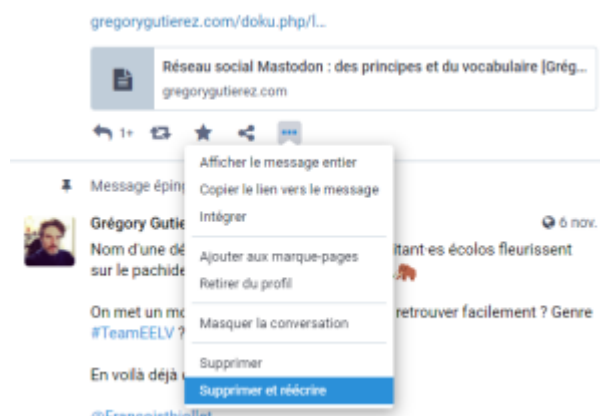 gregorygutierez.com/doku.php/l...
Réseau social Mastodon : des principes et du vocabulaire [Grég...
gregorygutierez.com
1+
Afficher le message entier
Copier le lien vers le message
Message épin
Intégrer
Grégory Gutie
6 nov.
Nom d'une dé
itant·es écolos fleurissent
Ajouter aux marque-pages
sur le pachide
Retirer du profil
On met un mo
retrouver facilement ? Genre
#TeamEELV ?
Masquer la conversation
Supprimer
En voilà déjà
Supprimer et réécrire
@Francoisthiollet